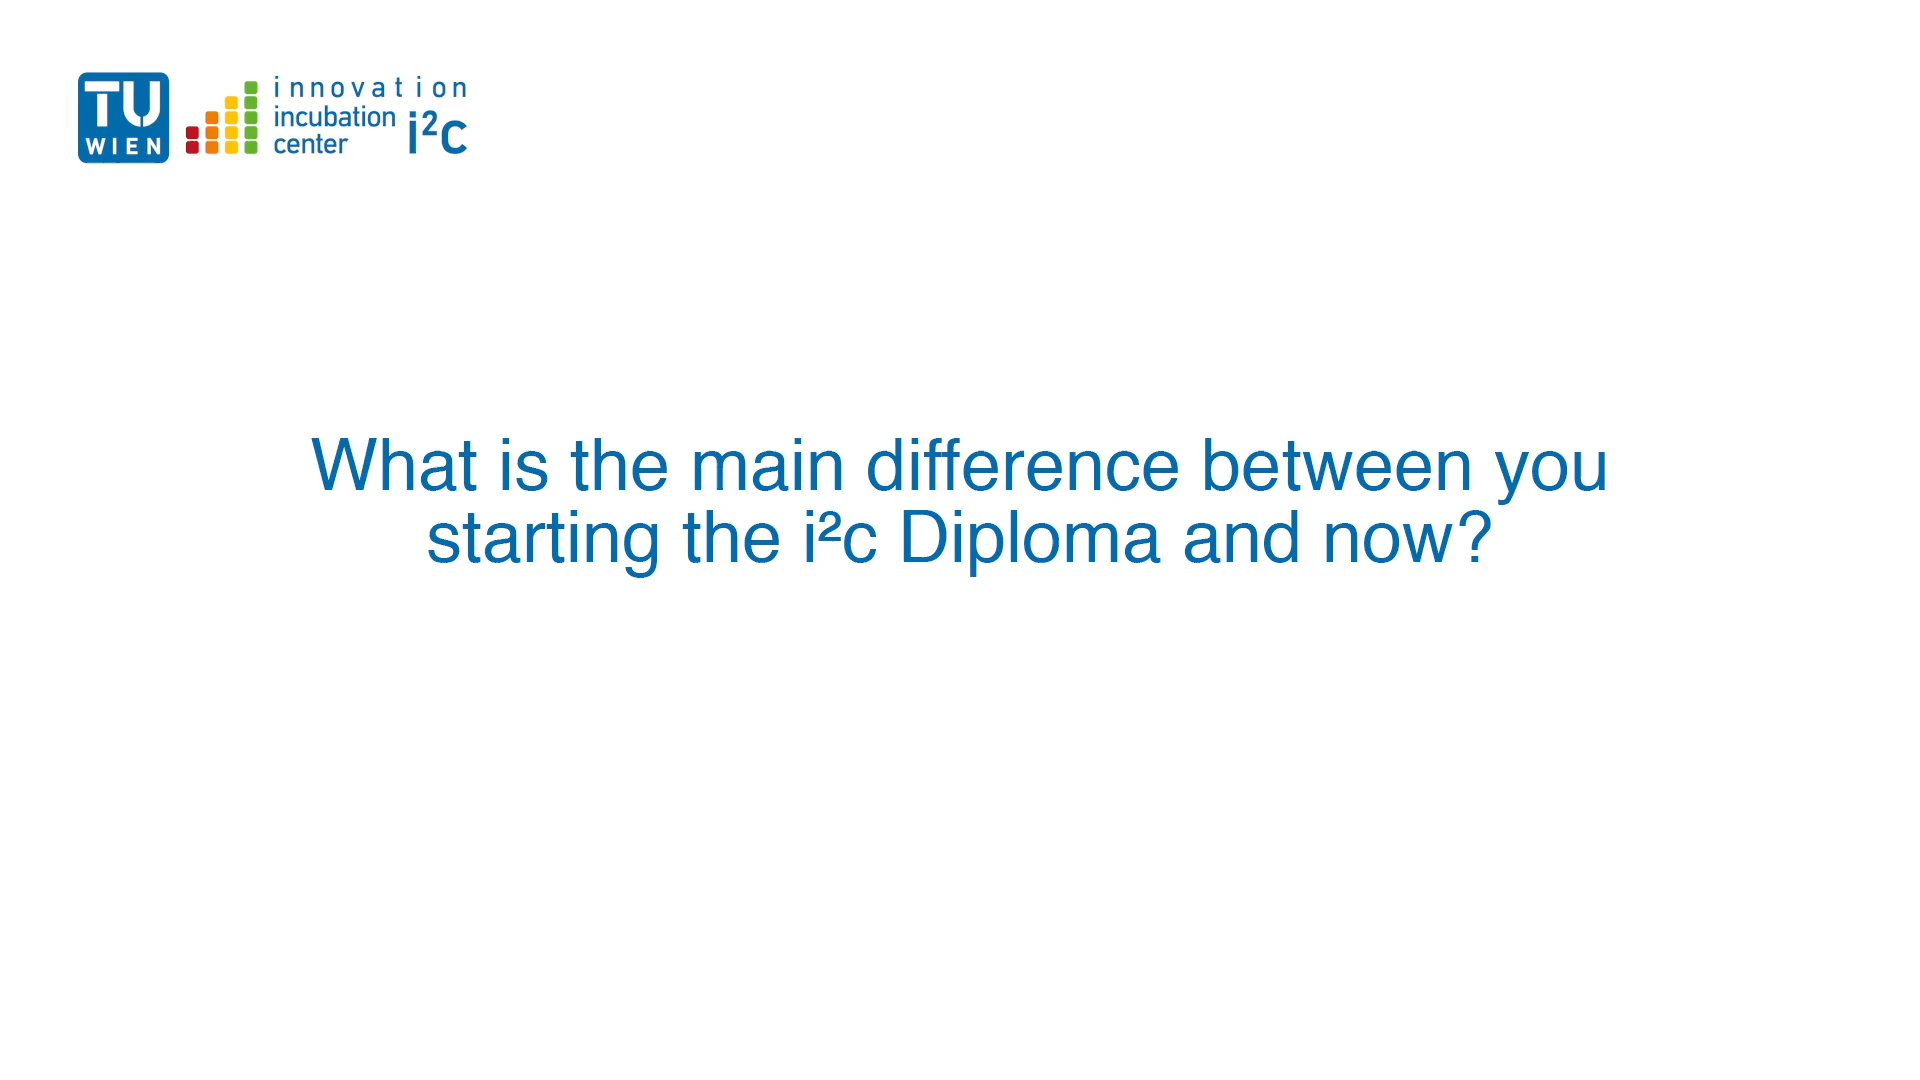 TU
WIEN
innovation
incubation
center
i²c
What is the main difference between you
starting the i²c Diploma and now?